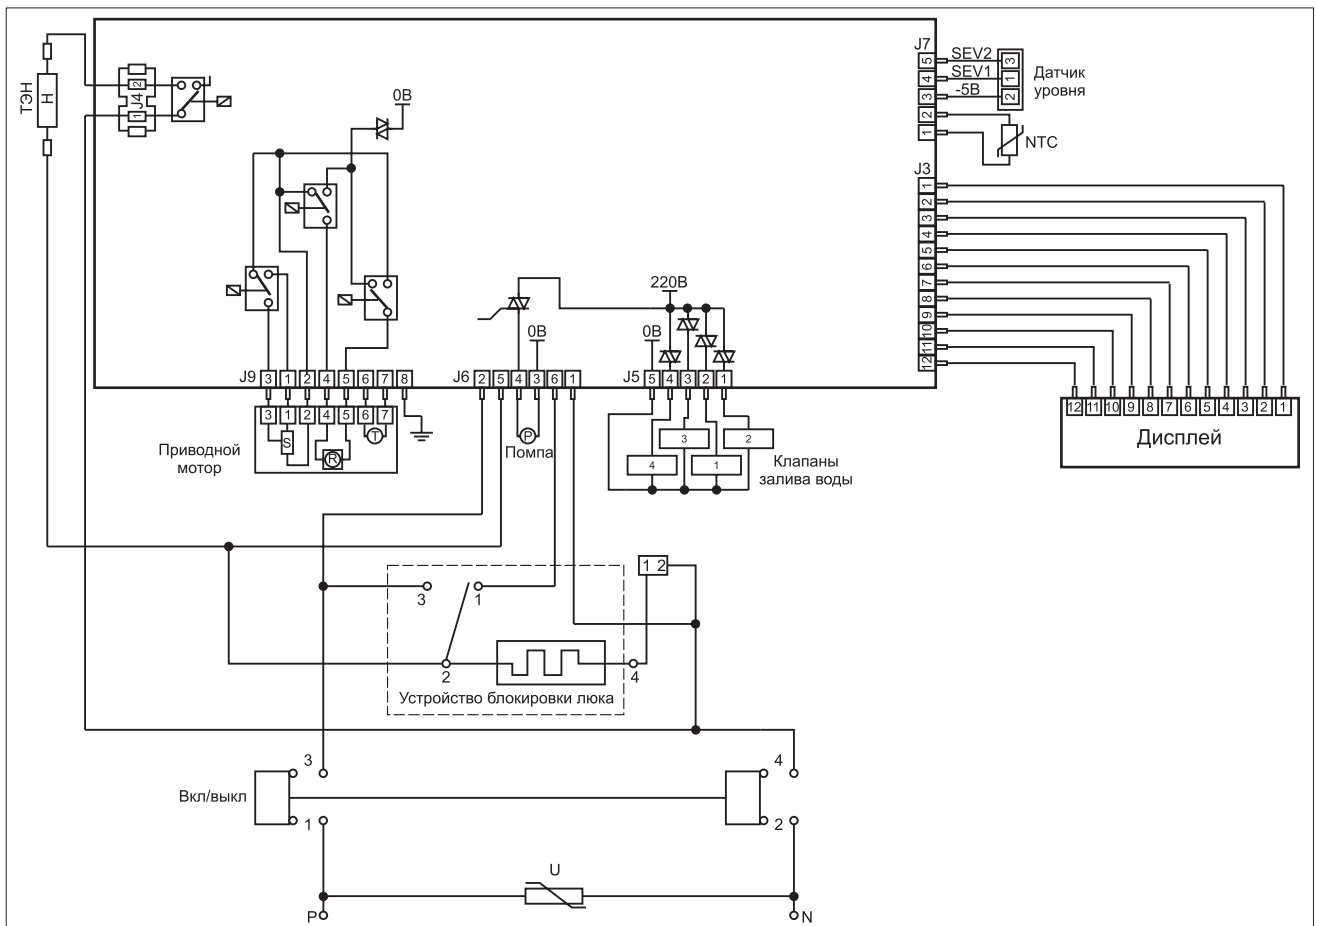 J7
5 SEV2 3
4 SEV1 1
3 -5В 2
2
1
Датчик
уровня
NTC
ТЭН
Н
2
J4
1
0В
J3
1
2
3
4
5
6
7
8
9
10
11
12
220В
0В
0В
J9 3 1 2 4 5 6 7 8
J6 2 5 4 3 6 1
J5 5 4 3 2 1
3 1 2 4 5 6 7
S
R
T
Приводной
мотор
P
Помпа
3
2
4
1
Клапаны
залива воды
12 11 10 9 8 7 6 5 4 3 2 1
Дисплей
1 2
3
1
2
4
Устройство блокировки люка
3
4
Вкл/выкл
1
2
U
P
N